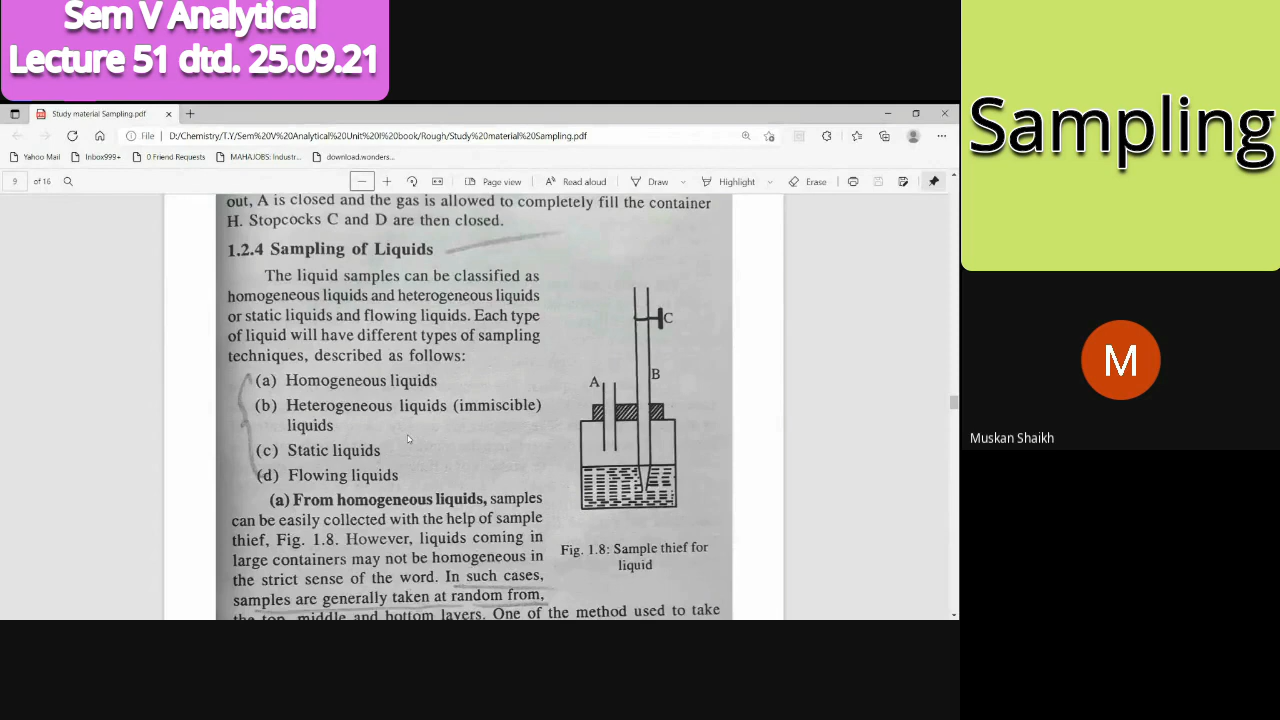 Sem V Analytical
Lecture 51 dtd. 25.09.21
Sampling
Study material Sampling.pdf
File
D:/Chemistry/T.Y/Sem%20V%20Analytical%20Unit%20I%20book/Rough/Study%20material%20Sampling.pdf
Yahoo Mail
Inbox999+
0 Friend Requests
MAHAJOBS: Industr...
download.wonders...
9 of 16
Page view
Read aloud
Draw
Highlight
Erase
out, A is closed and the gas is allowed to completely fill the container
H. Stopcocks C and D are then closed.
1.2.4 Sampling of Liquids
The liquid samples can be classified as
homogeneous liquids and heterogeneous liquids
or static liquids and flowing liquids. Each type
of liquid will have different types of sampling
techniques, described as follows:
(a) Homogeneous liquids
(b) Heterogeneous liquids (immiscible)
liquids
(c) Static liquids
(d) Flowing liquids
(a) From homogeneous liquids, samples
can be easily collected with the help of sample
thief, Fig. 1.8. However, liquids coming in
large containers may not be homogeneous in
the strict sense of the word. In such cases,
samples are generally taken at random from,
the top, middle and bottom layers. One of the method used to take
C
B
A
Fig. 1.8: Sample thief for
liquid
M
Muskan Shaikh